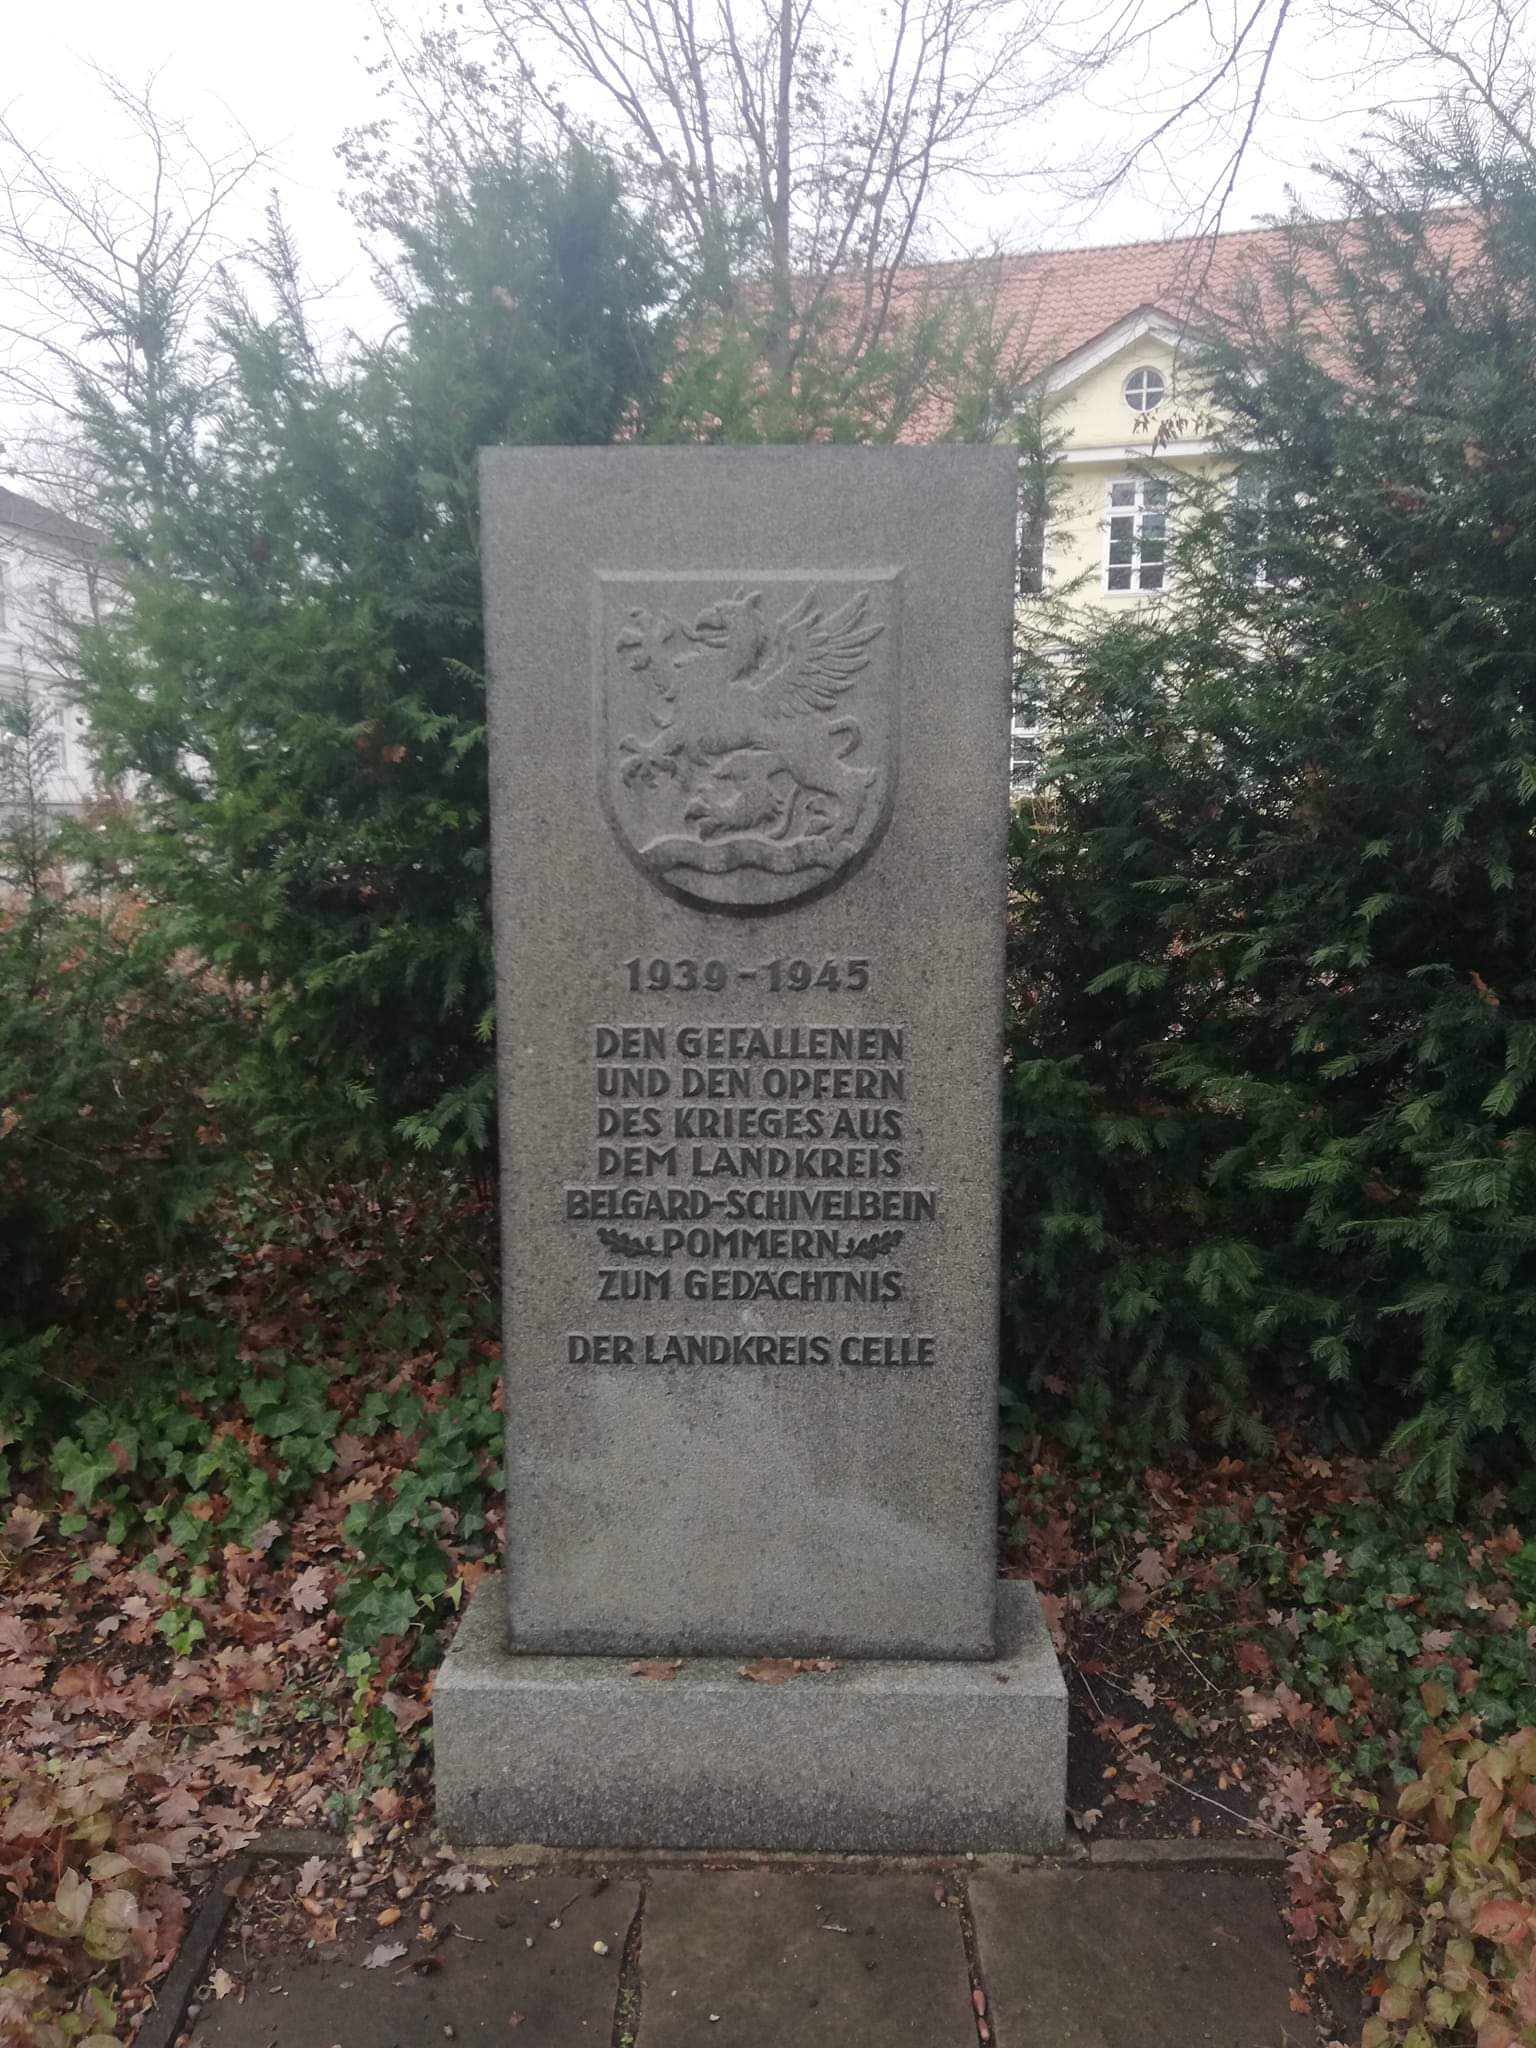 1939-1945
DEN GEFALLENEN
UND DEN OPFERN
DES KRIEGES AUS
DEM LANDKREIS
BELGARD-SCHIVELBEIN
POMMERN
ZUM GEDÄCHTNIS
DER LANDKREIS CELLE